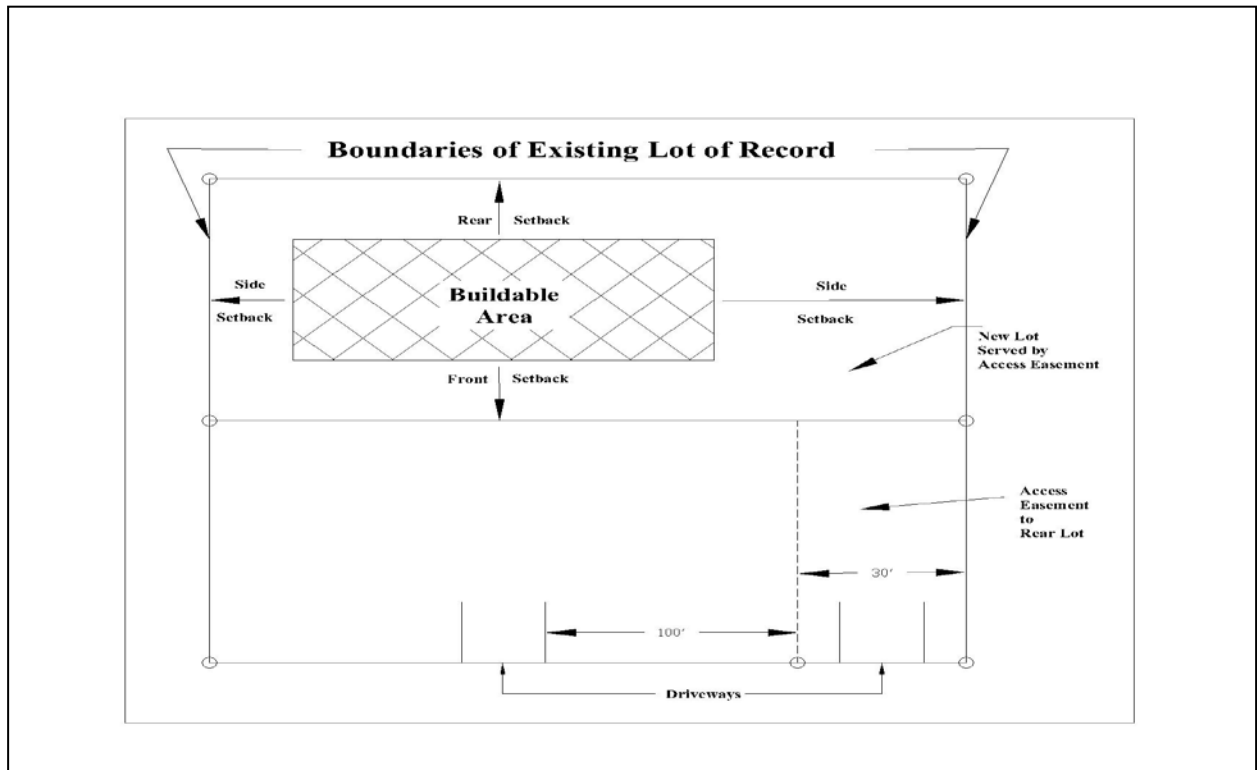 Boundaries of Existing Lot of Record
Rear Setback
Buildable
Area
Side
Setback
Side
Setback
Front Setback
New Lot
Served by
Access Easement
Access
Easement
to
Rear Lot
30'
100'
Driveways